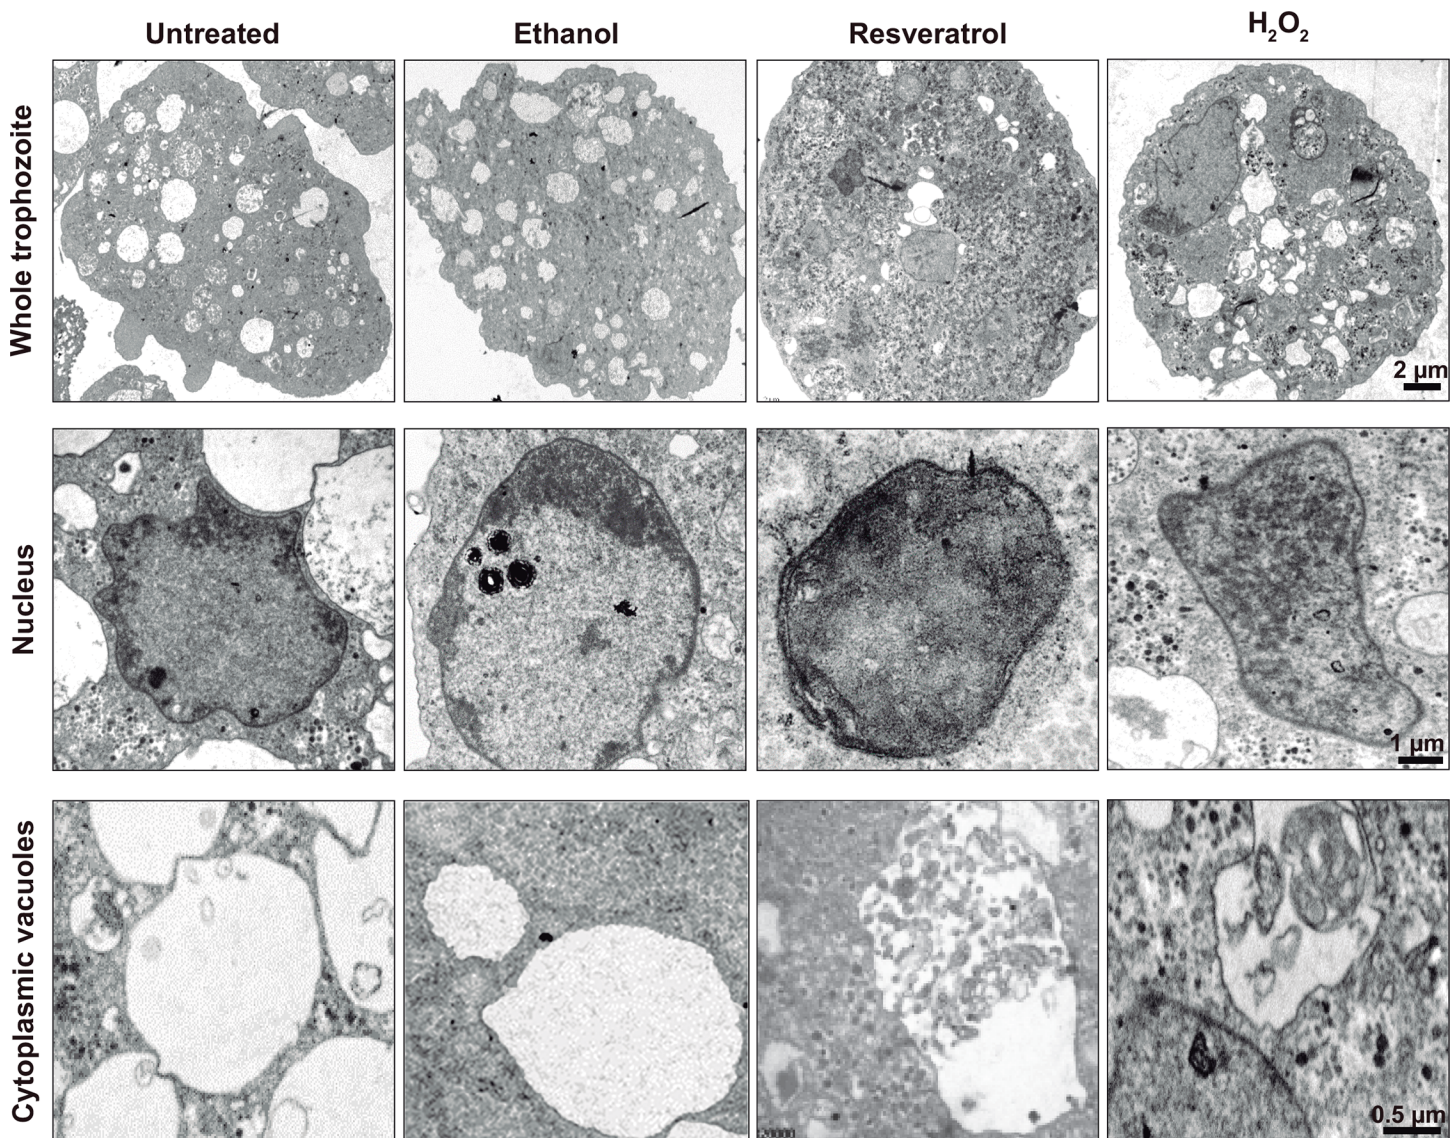 Untreated Ethanol Resveratrol H₂O₂
Whole trophozoite
2 µm
Nucleus
1 µm
Cytoplasmic vacuoles
0.5 µm